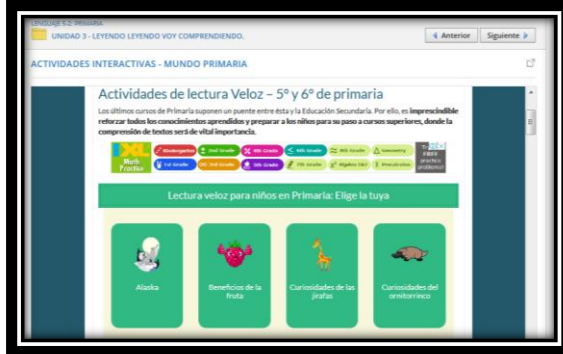 LENGUAJE 5-2: PRIMARIA
UNIDAD 3 - LEYENDO LEYENDO VOY COMPRENDIENDO.
Anterior
Siguiente
ACTIVIDADES INTERACTIVAS - MUNDO PRIMARIA
Actividades de lectura Veloz – 5º y 6º de primaria
Los últimos cursos de Primaria suponen un puente entre ésta y la Educación Secundaria. Por ello, es imprescindible
reforzar todos los conocimientos aprendidos y preparar a los niños para su paso a cursos superiores, donde la
comprensión de textos será de vital importancia.
IXL
Math
Practice
Kindergarten
2nd Grade
4th Grade
6th Grade
8th Grade
Geometry
1st Grade
3rd Grade
5th Grade
7th Grade
Algebra
Precalculus
FREE
practice
problems!
Lectura veloz para niños en Primaria: Elige la tuya
Alaska
Beneficios de la
fruta
Curiosidades de las
jirafas
Curiosidades del
ornitorrinco